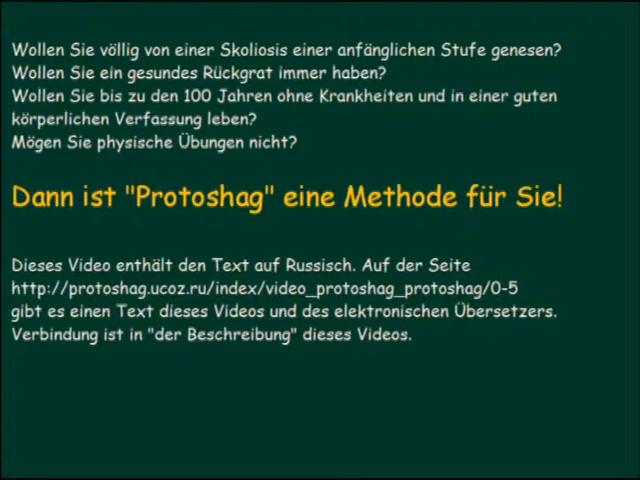 Wollen Sie völlig von einer Skoliosis einer anfänglichen Stufe genesen?
Wollen Sie ein gesundes Rückgrat immer haben?
Wollen Sie bis zu den 100 Jahren ohne Krankheiten und in einer guten
körperlichen Verfassung leben?
Mögen Sie physische Übungen nicht?
Dann ist "Protoshag" eine Methode für Sie!
Dieses Video enthält den Text auf Russisch. Auf der Seite
http://protoshag.ucoz.ru/index/video_protoshag_protoshag/0-5
gibt es einen Text dieses Videos und des elektronischen Übersetzers.
Verbindung ist in "der Beschreibung" dieses Videos.